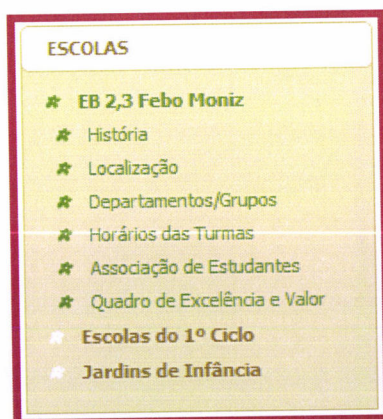 ESCOLAS
EB 2,3 Febo Moniz
História
Localização
Departamentos/Grupos
Horários das Turmas
Associação de Estudantes
Quadro de Excelência e Valor
Escolas do 1º Ciclo
Jardins de Infância